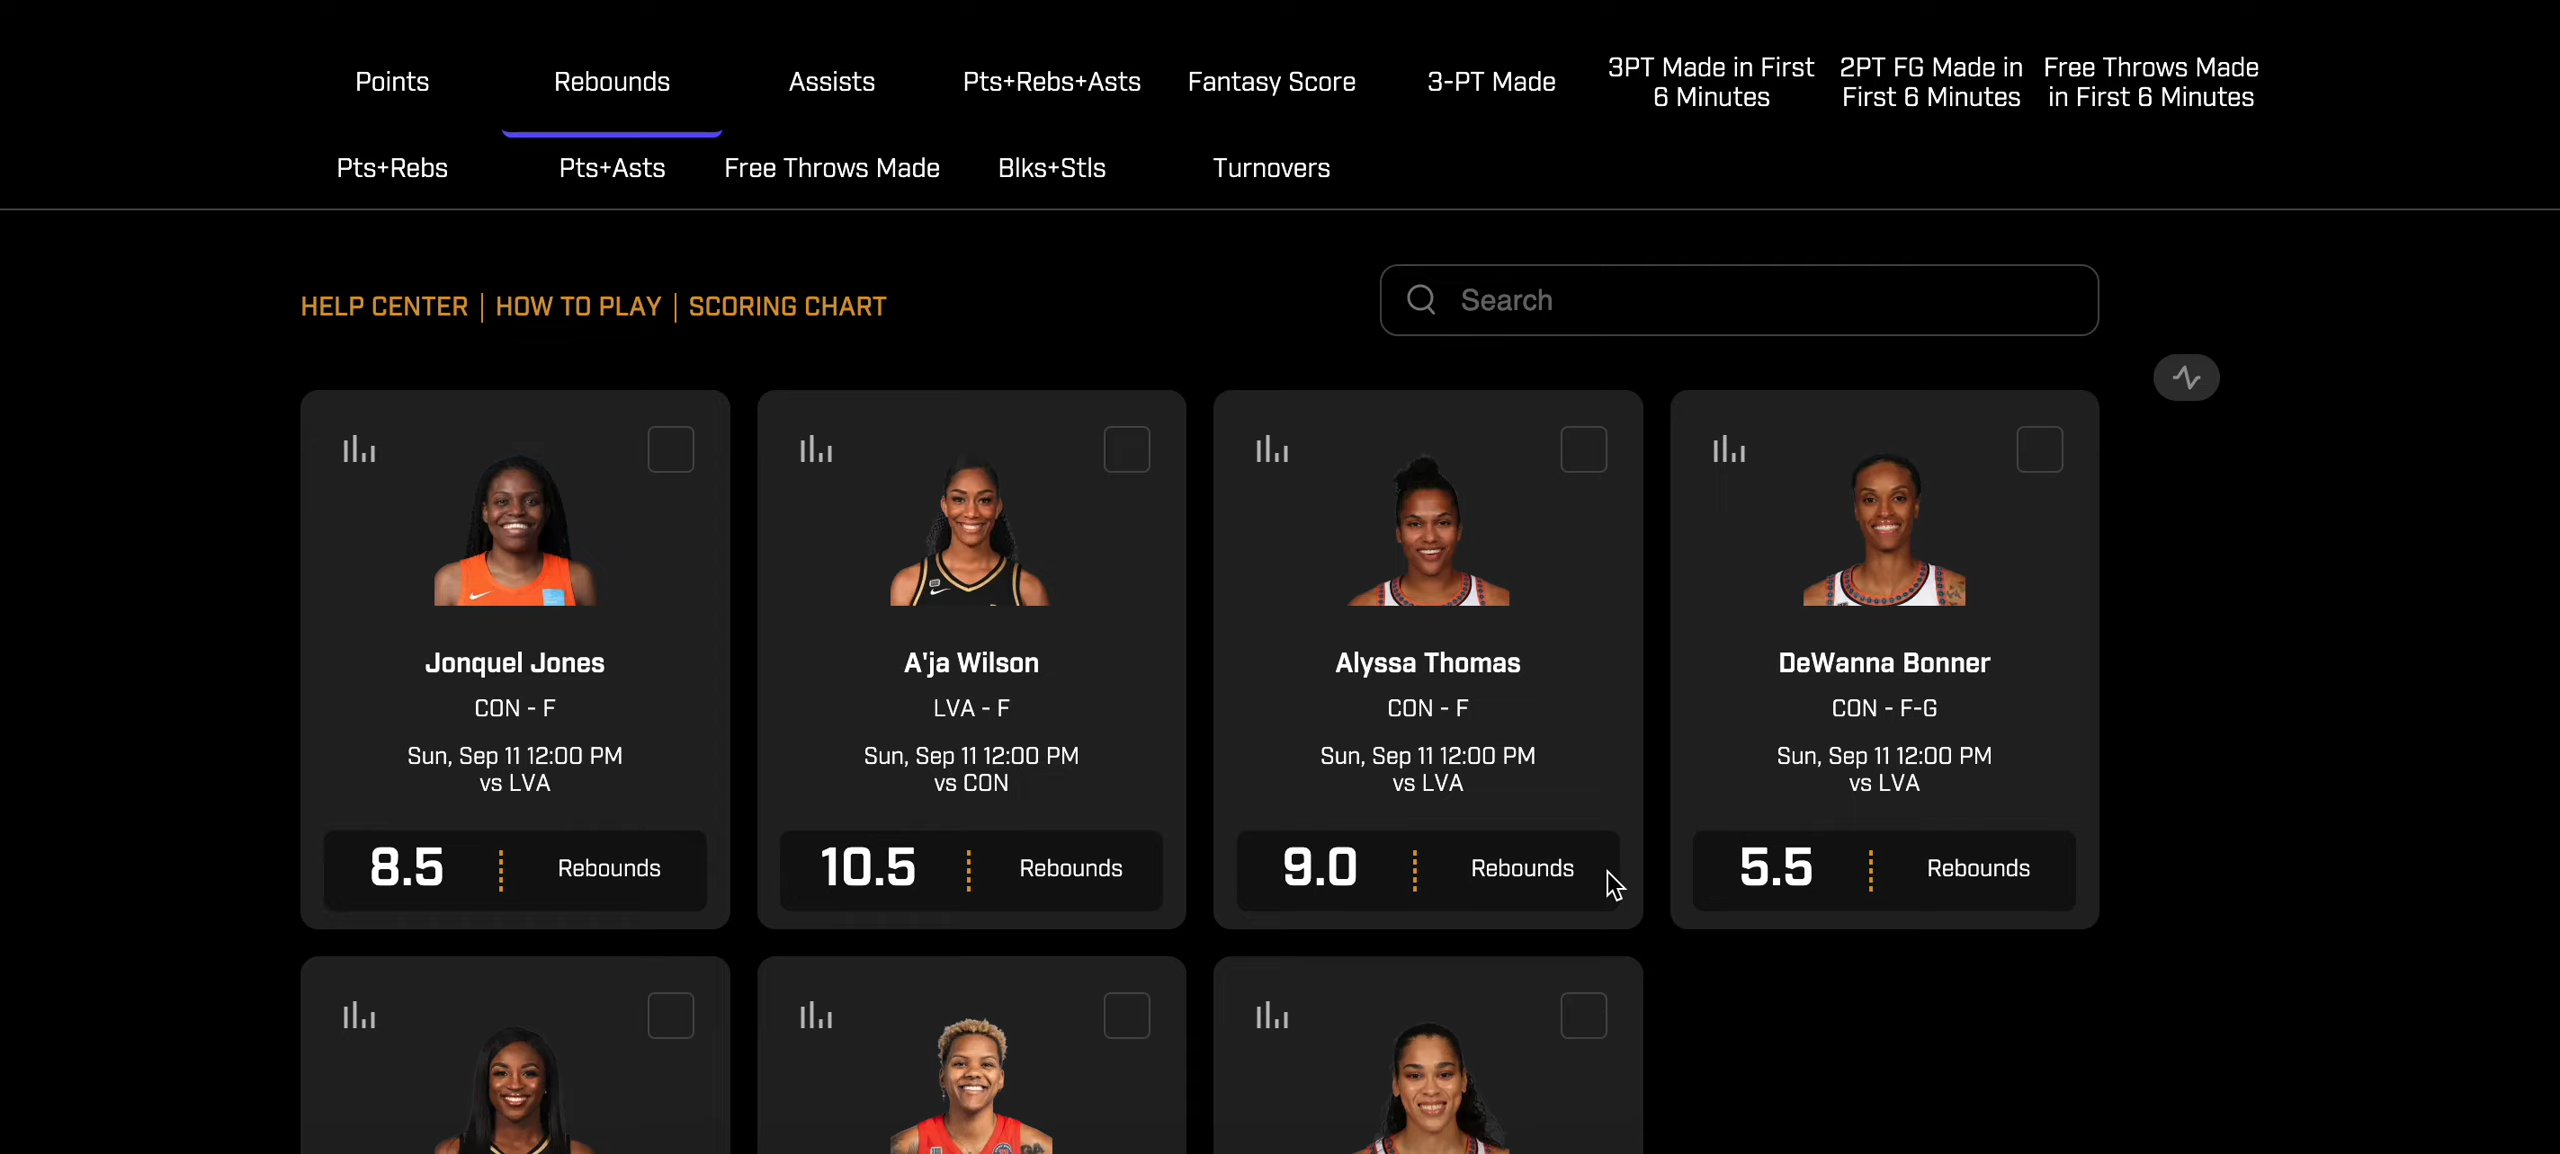 Points
Rebounds
Assists
Pts+Rebs+Asts
Fantasy Score
3-PT Made
3PT Made in First
6 Minutes
2PT FG Made in
First 6 Minutes
Free Throws Made
in First 6 Minutes
Pts+Rebs
Pts+Asts
Free Throws Made
Blks+Stls
Turnovers
HELP CENTER | HOW TO PLAY | SCORING CHART
Search
Jonquel Jones
CON - F
Sun, Sep 11 12:00 PM
vs LVA
8.5
Rebounds
A'ja Wilson
LVA - F
Sun, Sep 11 12:00 PM
vs CON
10.5
Rebounds
Alyssa Thomas
CON - F
Sun, Sep 11 12:00 PM
vs LVA
9.0
Rebounds
DeWanna Bonner
CON - F-G
Sun, Sep 11 12:00 PM
vs LVA
5.5
Rebounds